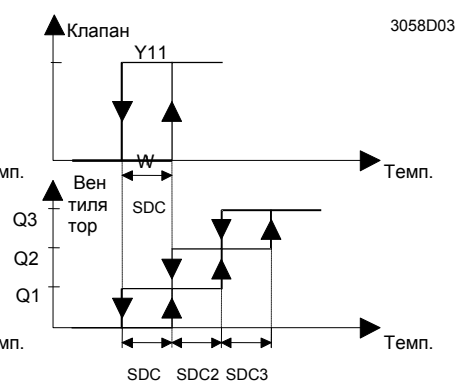 3058D03
Клапан
Y11
W
мп.
Темп.
Вен
тиля
тор
SDC
Q3
Q2
Q1
мп.
Темп.
SDC SDC2 SDC3